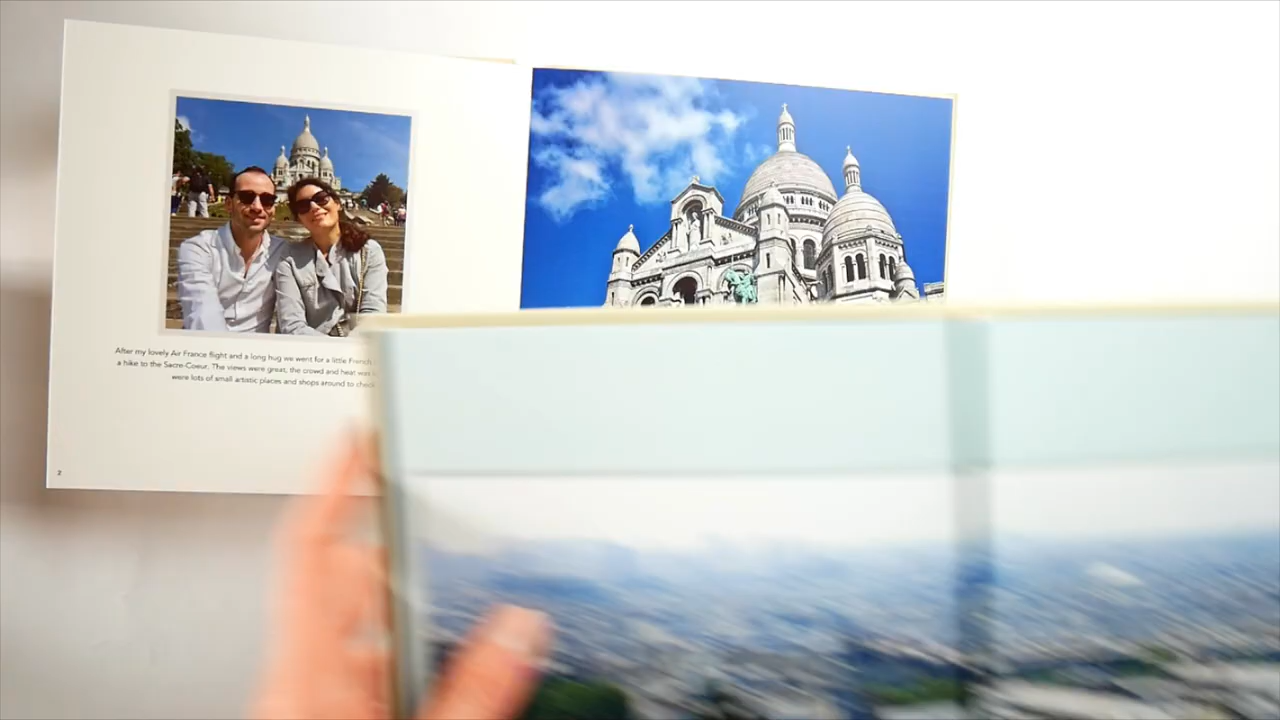 After my lovely Air France flight and a long hug we went for a little French
a hike to the Sacre-Coeur. The views were great, the crowd and heat was
were lots of small artistic places and shops around to check
2